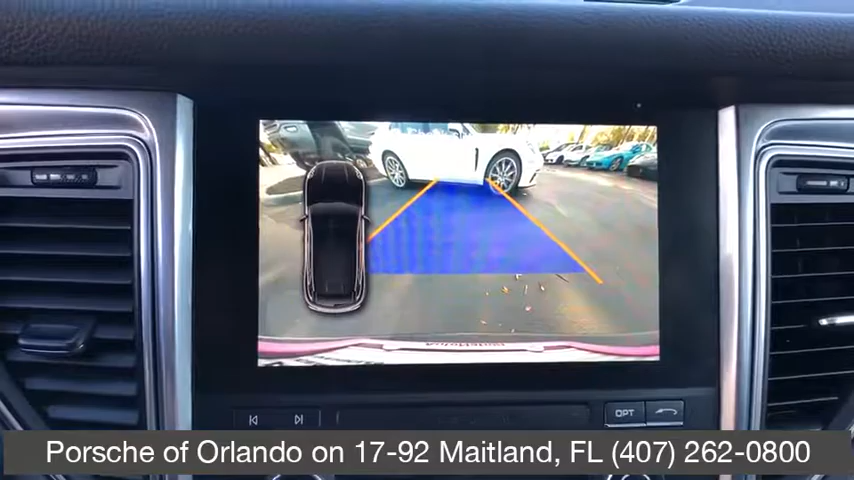 OPT
Porsche of Orlando on 17-92 Maitland, FL (407) 262-0800